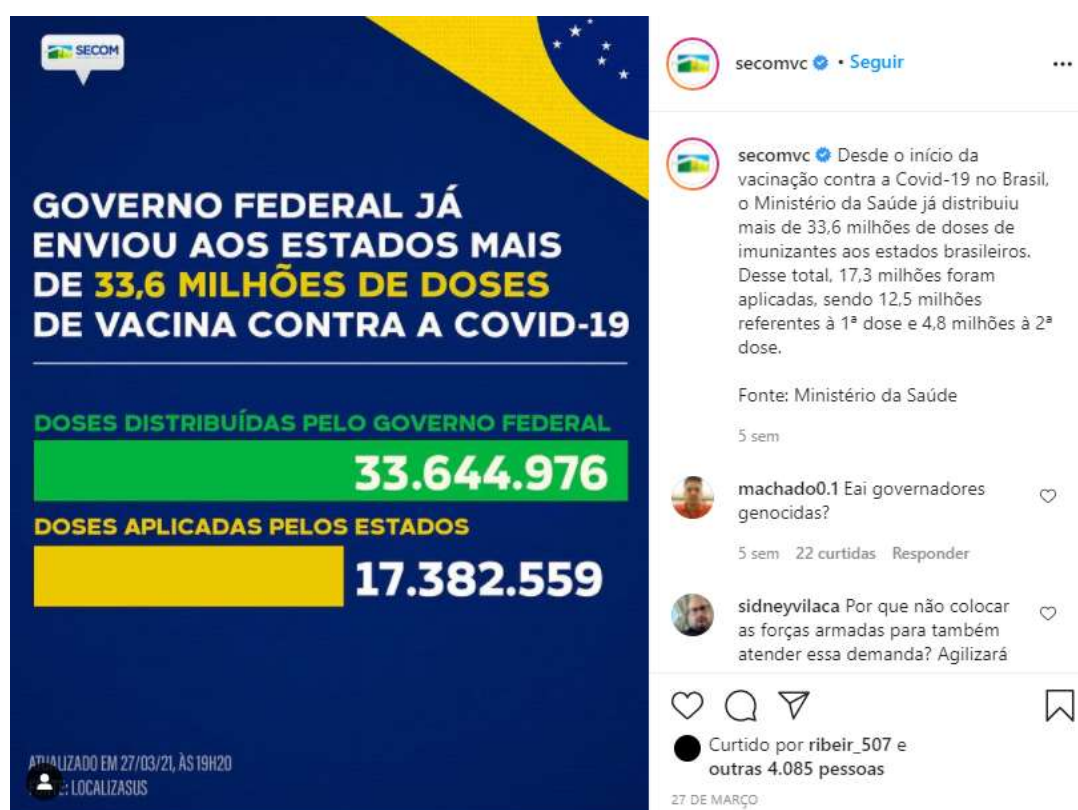 SECOM
GOVERNO FEDERAL JÁ
ENVIOU AOS ESTADOS MAIS
DE 33,6 MILHÕES DE DOSES
DE VACINA CONTRA A COVID-19
DOSES DISTRIBUÍDAS PELO GOVERNO FEDERAL
33.644.976
DOSES APLICADAS PELOS ESTADOS
17.382.559
ATUALIZADO EM 27/03/21, ÀS 19H20
: LOCALIZASUS
secomvc • Seguir
secomvc Desde o início da
vacinação contra a Covid-19 no Brasil,
o Ministério da Saúde já distribuiu
mais de 33,6 milhões de doses de
imunizantes aos estados brasileiros.
Desse total, 17,3 milhões foram
aplicadas, sendo 12,5 milhões
referentes à 1ª dose e 4,8 milhões à 2ª
dose.
Fonte: Ministério da Saúde
5 sem
machado0.1 Eai governadores
genocidas?
5 sem 22 curtidas Responder
sidneyvilaca Por que não colocar
as forças armadas para também
atender essa demanda? Agilizará
Curtido por ribeir_507 e
outras 4.085 pessoas
27 DE MARÇO